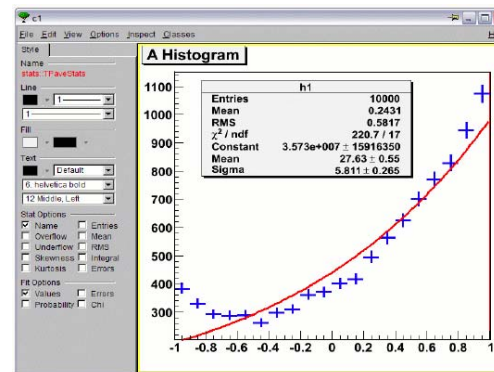 c1
File Edit View Options Inspect Classes
Style
Name
stats::TPaveStats
Line
1
1
Fill
Text
Default
6. helvetica bold
12 Middle, Left
Stat Options
Name Entries
Overflow Mean
Underflow RMS
Skewness Integral
Kurtosis Errors
Fit Options
Values Errors
Probability Chi
A Histogram
h1
Entries 10000
Mean 0.2431
RMS 0.5817
χ² / ndf 220.7 / 17
Constant 3.573e+007 ± 15916350
Mean 27.63 ± 0.55
Sigma 5.811 ± 0.265
1100
1000
900
800
700
600
500
400
300
-1 -0.8 -0.6 -0.4 -0.2 0 0.2 0.4 0.6 0.8 1